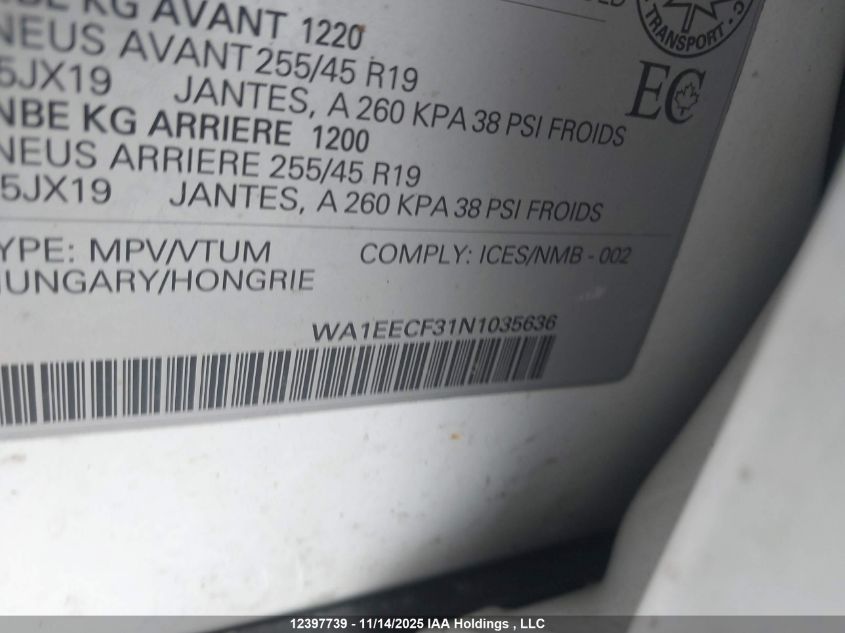 KG AVANT 1220
NEUS AVANT 255/45 R19
5JX19 JANTES, A 260 KPA 38 PSI FROIDS
NBE KG ARRIERE 1200
NEUS ARRIERE 255/45 R19
5JX19 JANTES, A 260 KPA 38 PSI FROIDS
YPE: MPV/VTUM COMPLY: ICES/NMB - 002
HUNGARY/HONGRIE
WA1EECF31N1035636
TRANSPORT
EC
12397739 - 11/14/2025 IAA Holdings , LLC